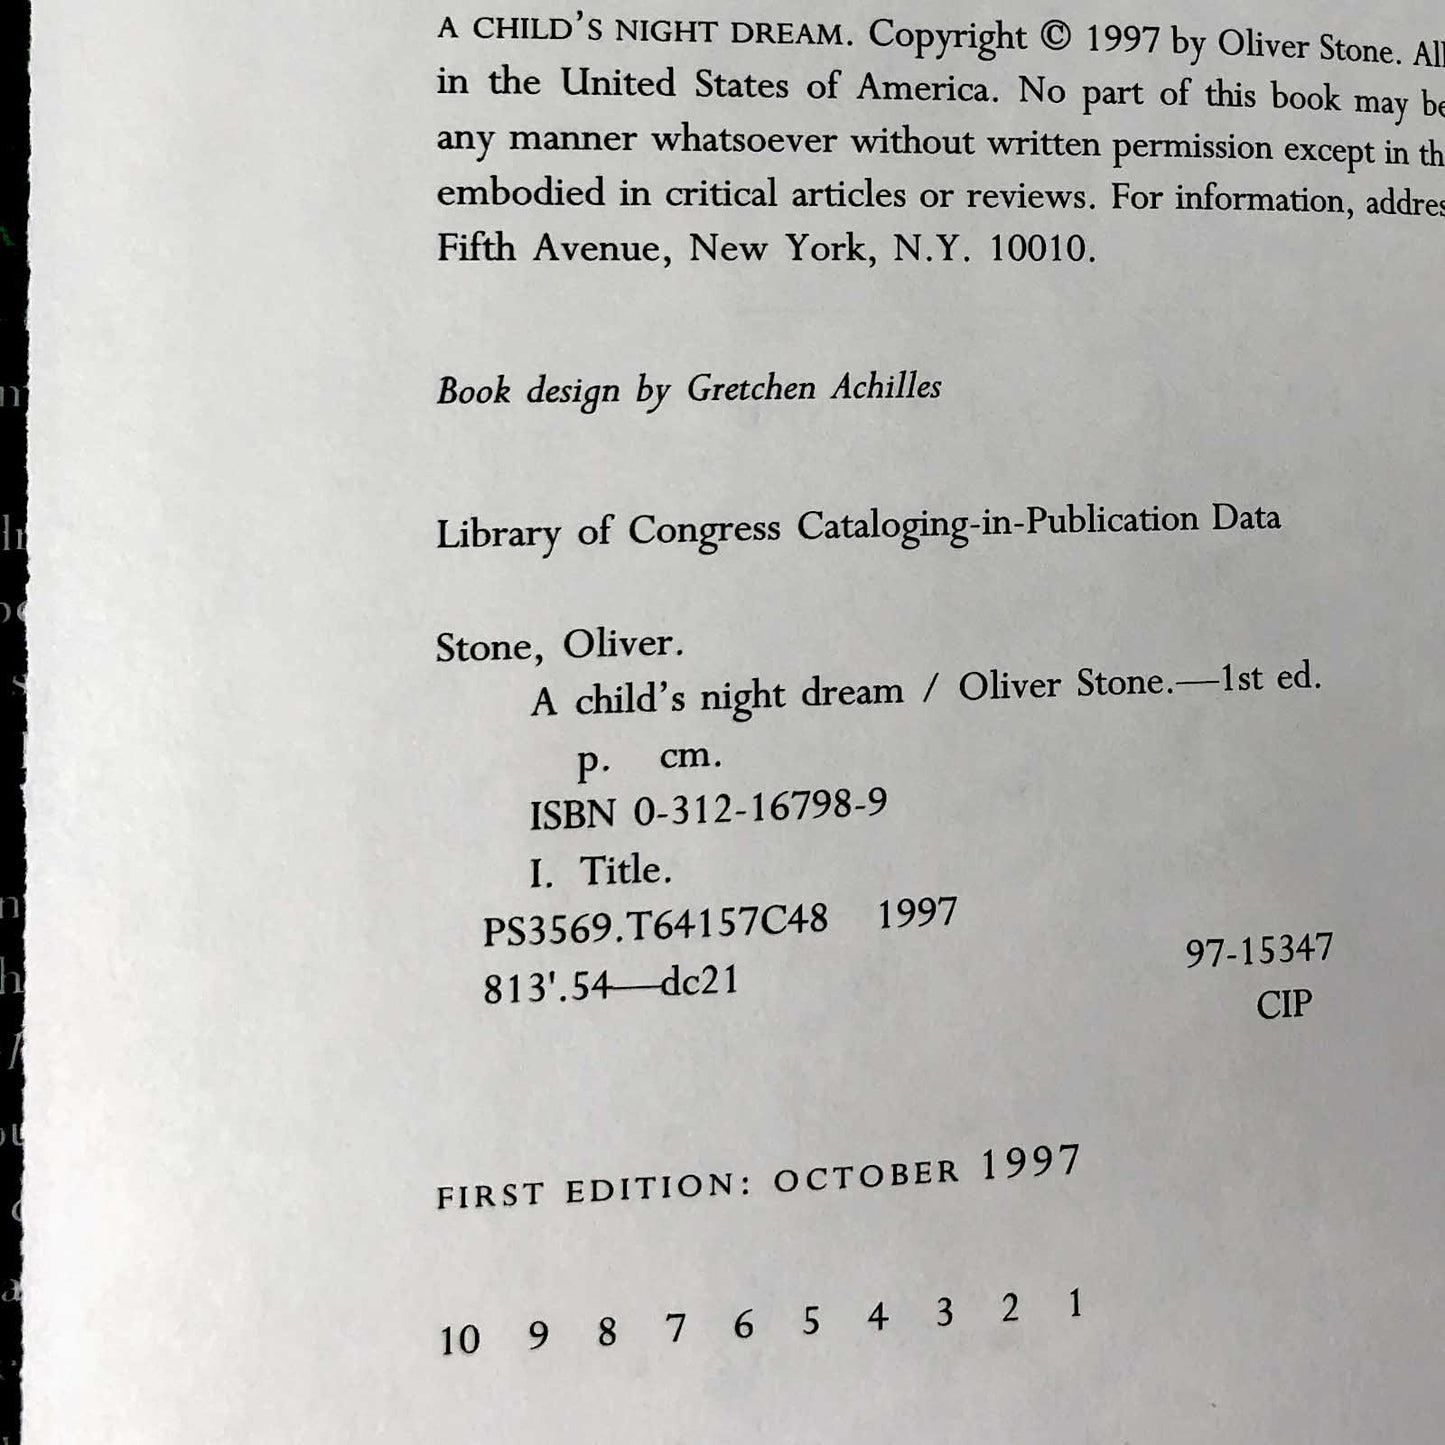 A CHILD'S NIGHT DREAM. Copyright © 1997 by Oliver Stone. All
in the United States of America. No part of this book may be
any manner whatsoever without written permission except in
embodied in critical articles or reviews. For information,
Fifth Avenue, New York, N.Y. 10010.
Book design by Gretchen Achilles
Library of Congress Cataloging-in-Publication Data
Stone, Oliver.
A child's night dream / Oliver Stone.—1st ed.
p. cm.
ISBN 0-312-16798-9
I. Title.
PS3569.T64157C48 1997
97-15347
813'.54—dc21
CIP
FIRST EDITION: OCTOBER 1997
10 9 8 7 6 5 4 3 2 1